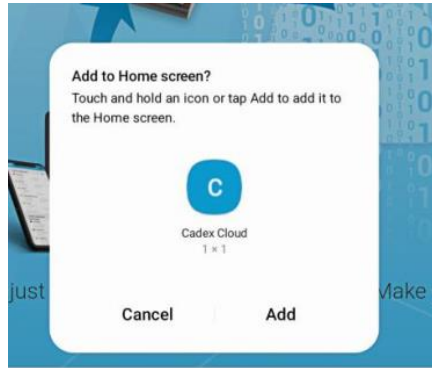 Add to Home screen?
Touch and hold an icon or tap Add to add it to
the Home screen.
C
Cadex Cloud
1 × 1
just
Make
Cancel
Add